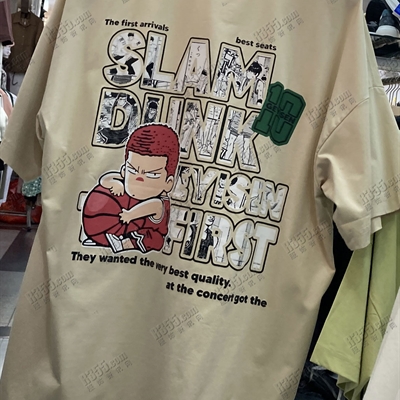 The first arrivals
best seats
SLAM
DUNK
10
KYISIN
FIRST
They wanted the very best quality.
at the concert got the